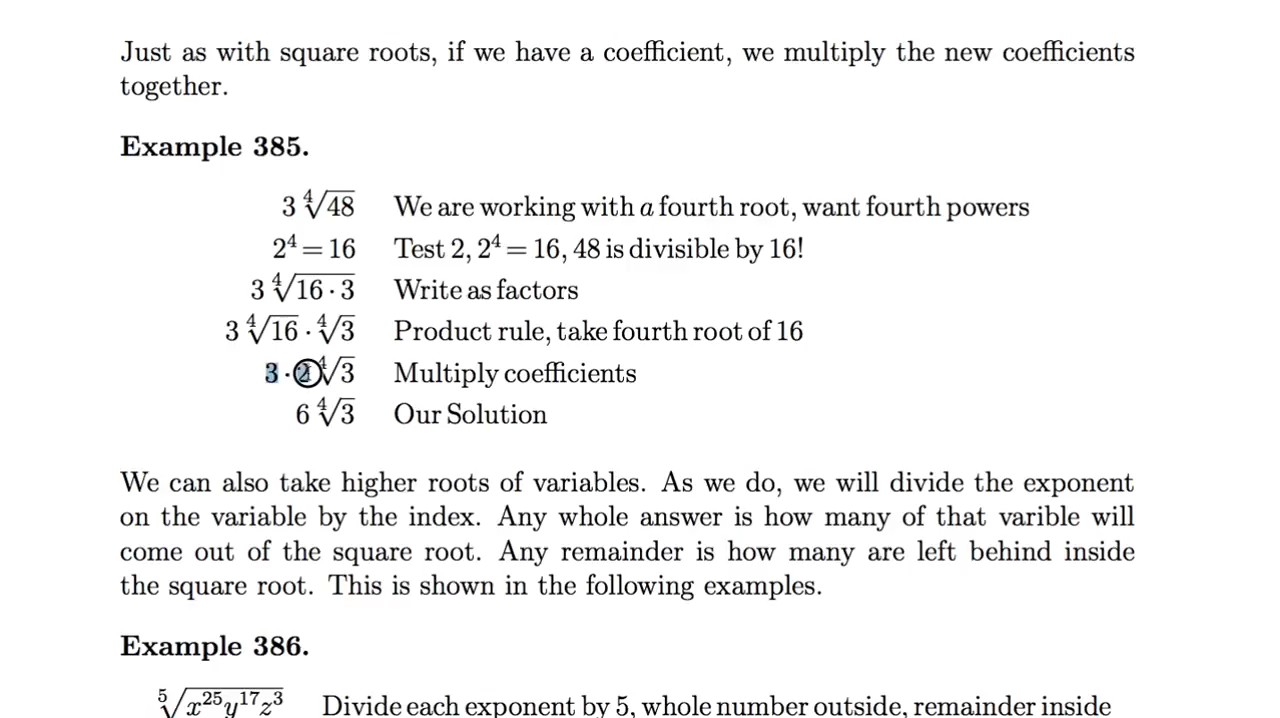 Just as with square roots, if we have a coefficient, we multiply the new coefficients
together.
Example 385.
3 ∜48 We are working with a fourth root, want fourth powers
2⁴ = 16 Test 2, 2⁴ = 16, 48 is divisible by 16!
3 ∜(16 · 3) Write as factors
3 ∜16 · ∜3 Product rule, take fourth root of 16
3 · 2 ∜3 Multiply coefficients
6 ∜3 Our Solution
We can also take higher roots of variables. As we do, we will divide the exponent
on the variable by the index. Any whole answer is how many of that varible will
come out of the square root. Any remainder is how many are left behind inside
the square root. This is shown in the following examples.
Example 386.
⁵√(x²⁵y¹⁷z³) Divide each exponent by 5, whole number outside, remainder inside